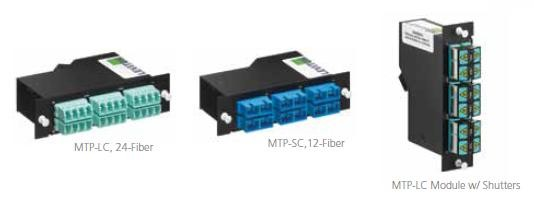 MTP-LC, 24-Fiber
MTP-SC,12-Fiber
MTP-LC Module w/ Shutters